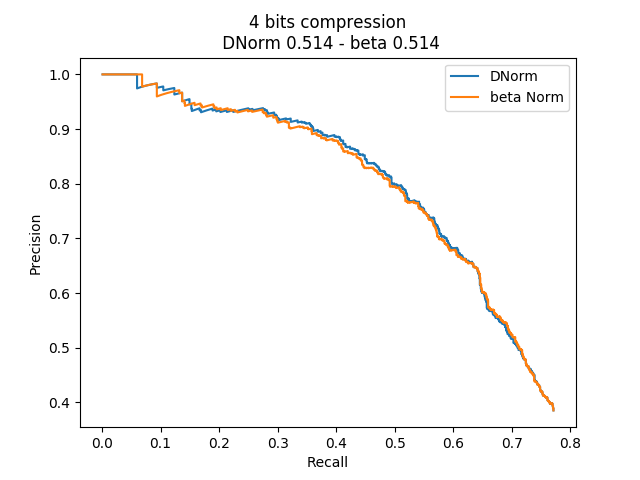 4 bits compression
DNorm 0.514 - beta 0.514
DNorm
beta Norm
1.0
0.9
0.8
0.7
0.6
0.5
0.4
Precision
0.0 0.1 0.2 0.3 0.4 0.5 0.6 0.7 0.8
Recall